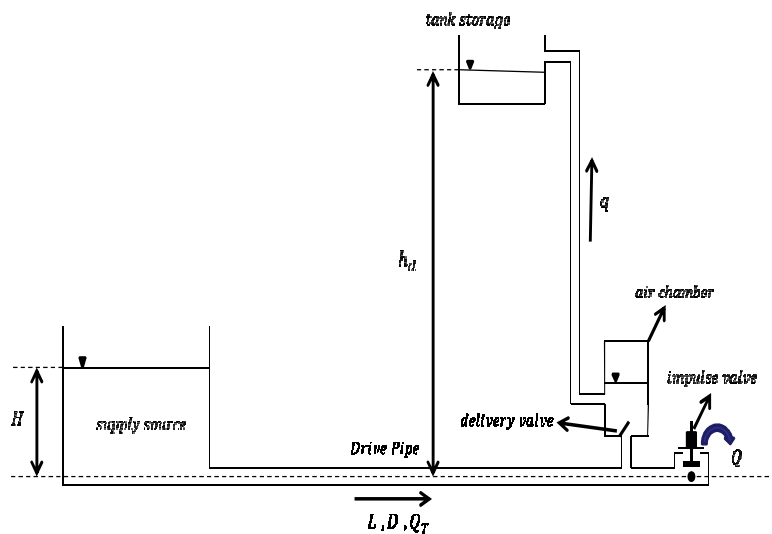 tank storage
q
h_d
air chamber
impulse valve
H
supply source
delivery valve
Drive Pipe
Q
L ,D ,Q_T